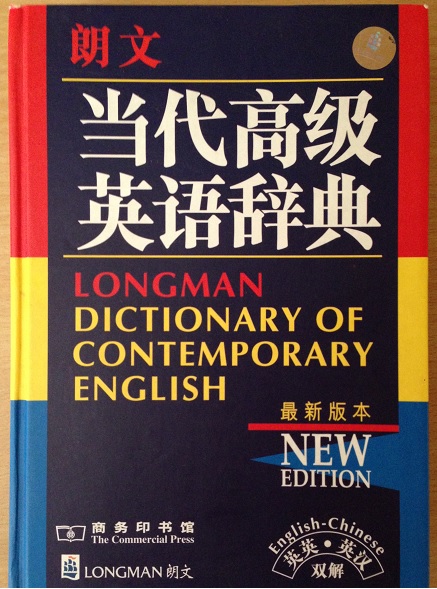 朗文
当代高级
英语辞典
LONGMAN
DICTIONARY OF
CONTEMPORARY
ENGLISH
最新版本
NEW
EDITION
商务印书馆
The Commercial Press
LONGMAN 朗文
English-Chinese
英英·英汉
双解